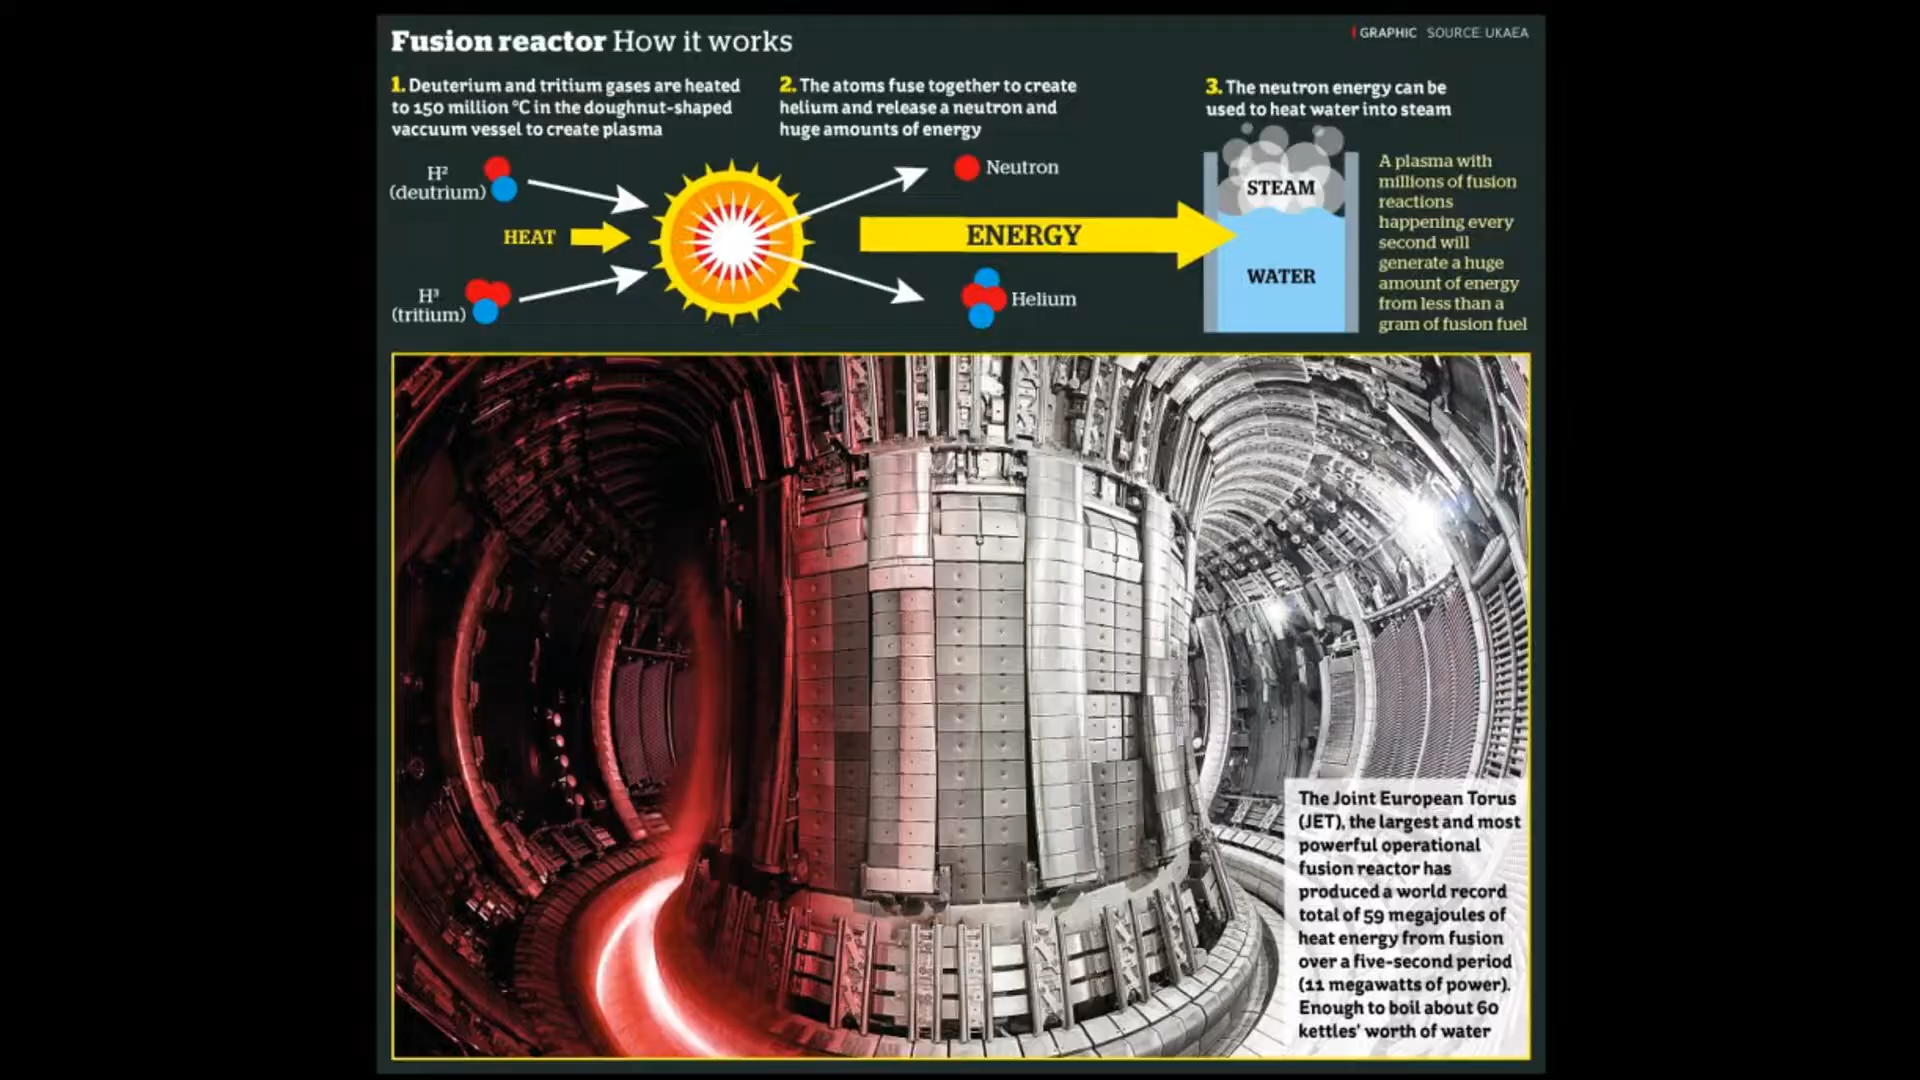 Fusion reactor How it works
GRAPHIC SOURCE: UKAEA
1. Deuterium and tritium gases are heated
to 150 million °C in the doughnut-shaped
vaccuum vessel to create plasma
2. The atoms fuse together to create
helium and release a neutron and
huge amounts of energy
3. The neutron energy can be
used to heat water into steam
H²
(deutrium)
HEAT
H³
(tritium)
Neutron
ENERGY
Helium
STEAM
WATER
A plasma with
millions of fusion
reactions
happening every
second will
generate a huge
amount of energy
from less than a
gram of fusion fuel
The Joint European Torus
(JET), the largest and most
powerful operational
fusion reactor has
produced a world record
total of 59 megajoules of
heat energy from fusion
over a five-second period
(11 megawatts of power).
Enough to boil about 60
kettles' worth of water